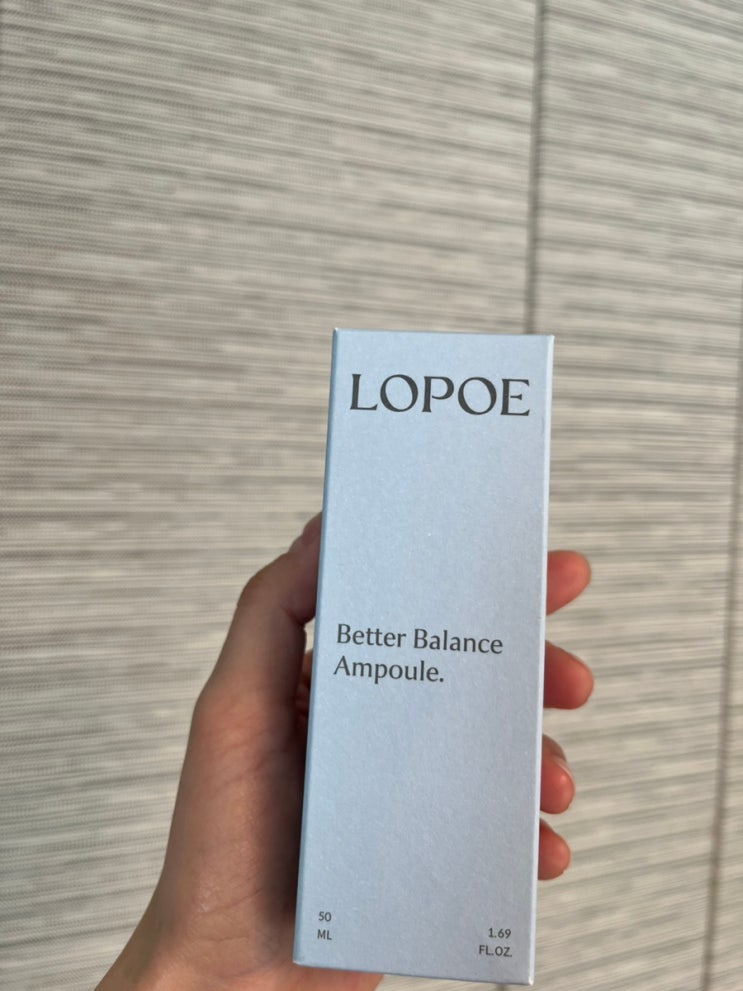 LOPOE
Better Balance
Ampoule.
50
ML
1.69
FL.OZ.